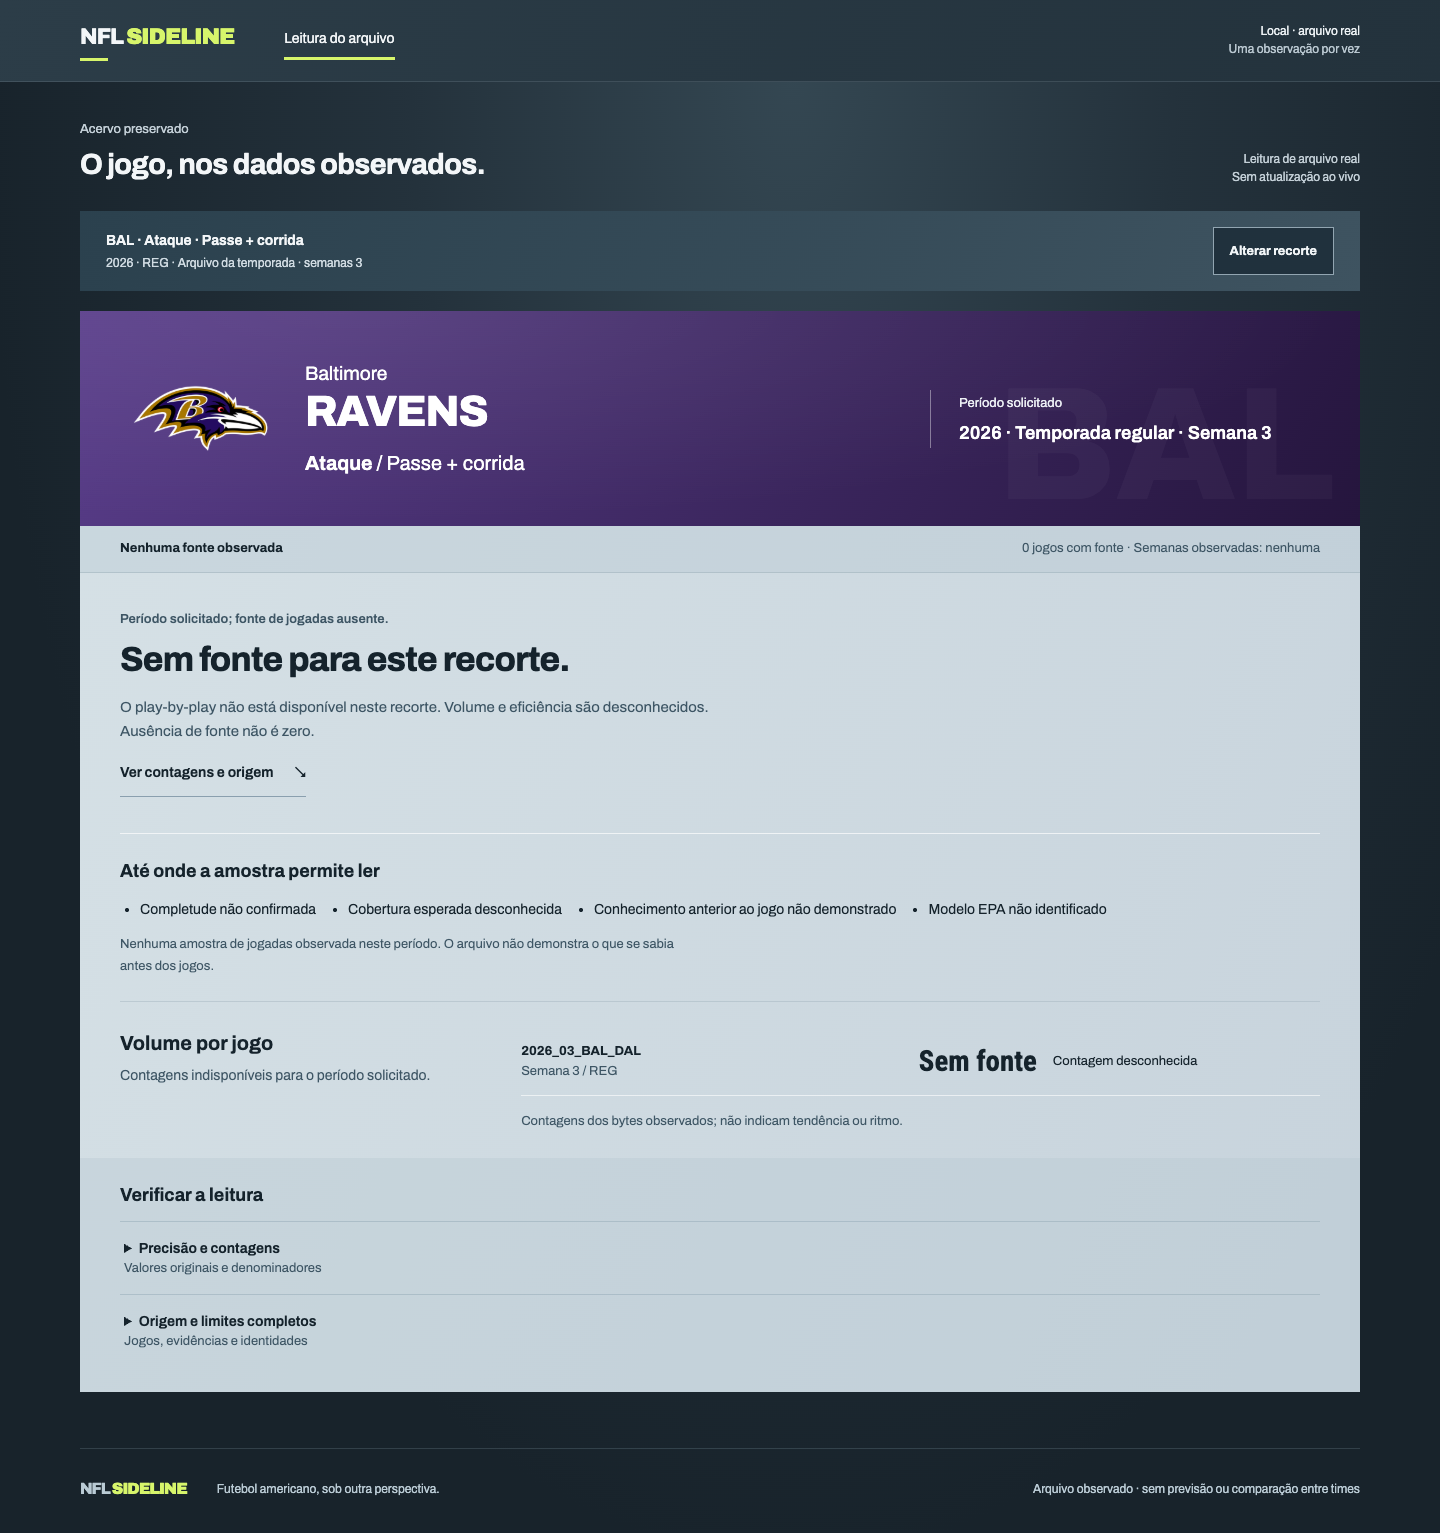 NFL SIDELINE
Leitura do arquivo
Local · arquivo real
Uma observação por vez
Acervo preservado
O jogo, nos dados observados.
Leitura de arquivo real
Sem atualização ao vivo
BAL · Ataque · Passe + corrida
2026 · REG · Arquivo da temporada · semanas 3
Alterar recorte
Baltimore
RAVENS
Ataque / Passe + corrida
BAL
Período solicitado
2026 · Temporada regular · Semana 3
Nenhuma fonte observada
0 jogos com fonte · Semanas observadas: nenhuma
Período solicitado; fonte de jogadas ausente.
Sem fonte para este recorte.
O play-by-play não está disponível neste recorte. Volume e eficiência são desconhecidos.
Ausência de fonte não é zero.
Ver contagens e origem ↘
Até onde a amostra permite ler
• Completude não confirmada • Cobertura esperada desconhecida • Conhecimento anterior ao jogo não demonstrado • Modelo EPA não identificado
Nenhuma amostra de jogadas observada neste período. O arquivo não demonstra o que se sabia
antes dos jogos.
Volume por jogo
Contagens indisponíveis para o período solicitado.
2026_03_BAL_DAL
Semana 3 / REG
Sem fonte Contagem desconhecida
Contagens dos bytes observados; não indicam tendência ou ritmo.
Verificar a leitura
▶ Precisão e contagens
Valores originais e denominadores
▶ Origem e limites completos
Jogos, evidências e identidades
NFL SIDELINE
Futebol americano, sob outra perspectiva.
Arquivo observado · sem previsão ou comparação entre times